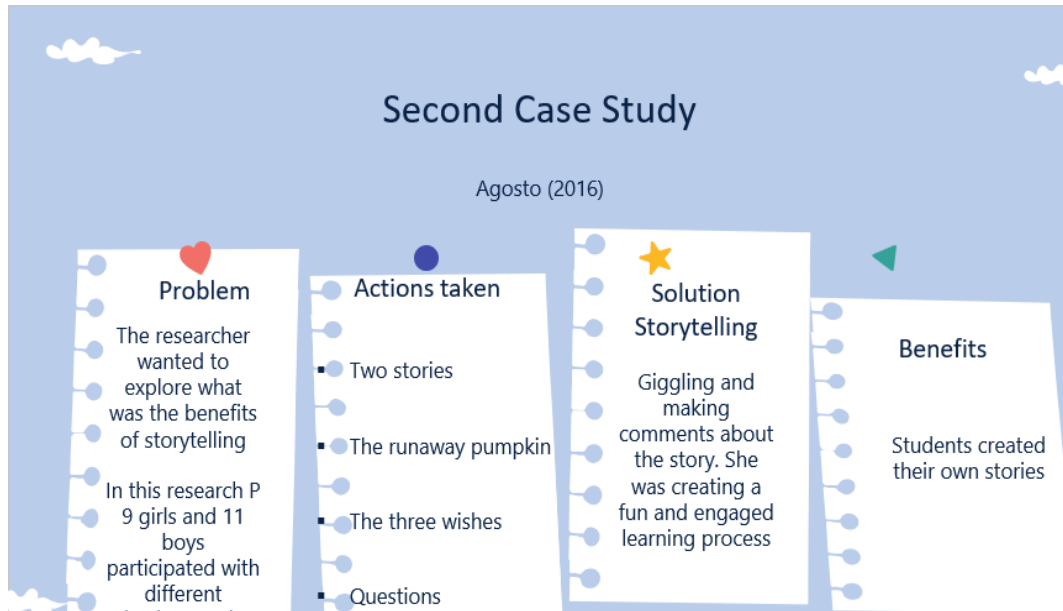 Second Case Study
Agosto (2016)
Problem
The researcher
wanted to
explore what
was the benefits
of storytelling
In this research P
9 girls and 11
boys
participated with
different
Actions taken
▪ Two stories
▪ The runaway pumpkin
▪ The three wishes
▪ Questions
Solution
Storytelling
Giggling and
making
comments about
the story. She
was creating a
fun and engaged
learning process
Benefits
Students created
their own stories